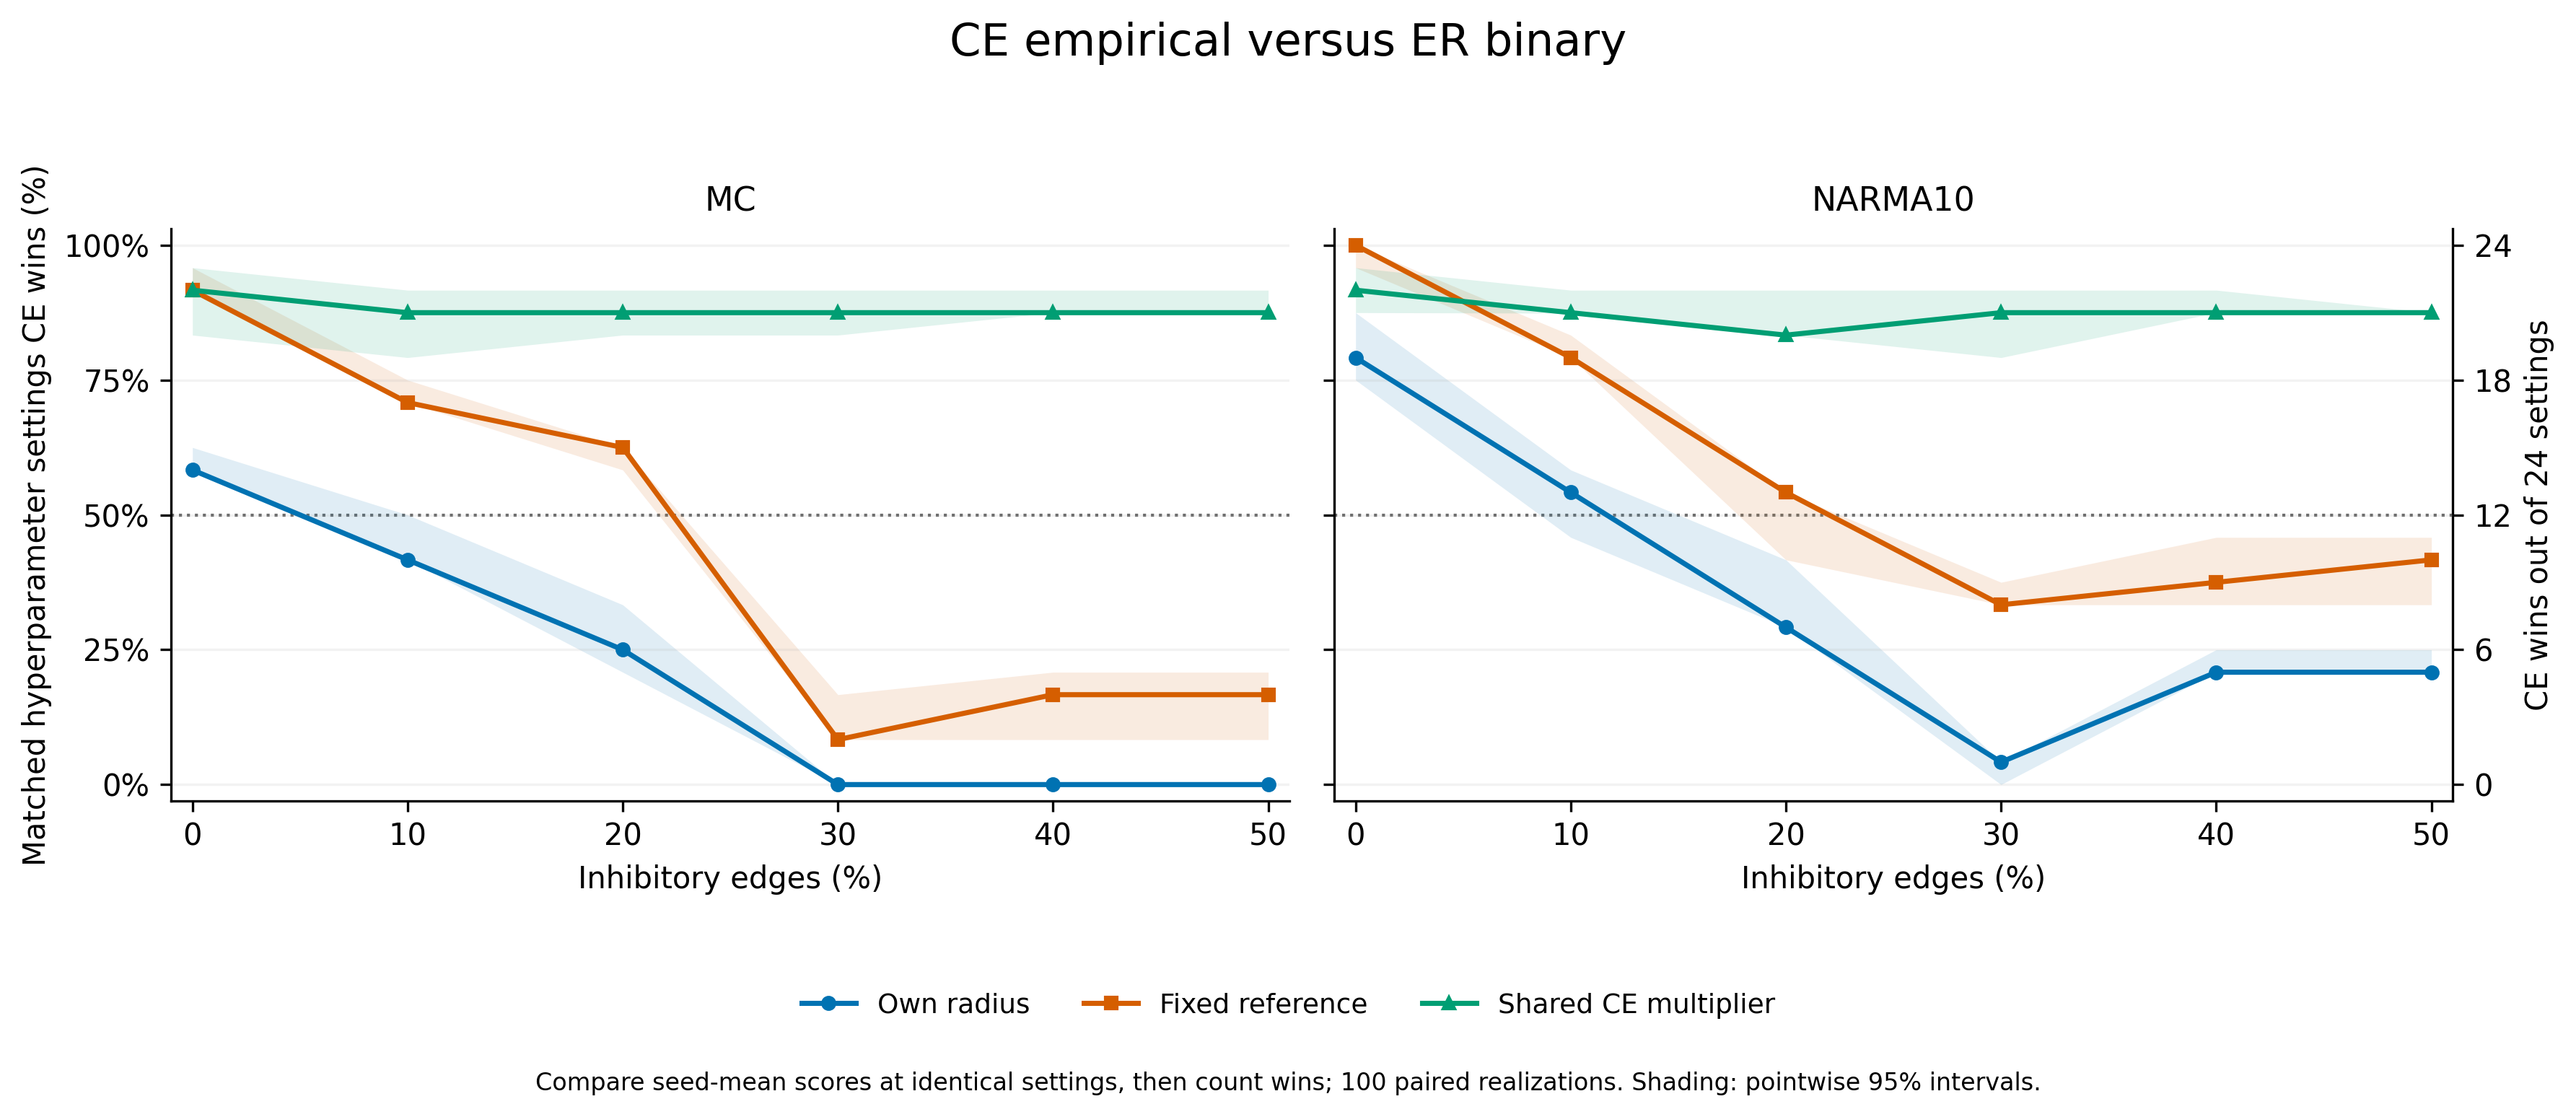 CE empirical versus ER binary
MC
NARMA10
Matched hyperparameter settings CE wins (%)
100%
75%
50%
25%
0%
0 10 20 30 40 50
Inhibitory edges (%)
0 10 20 30 40 50
Inhibitory edges (%)
24
18
12
6
0
CE wins out of 24 settings
Own radius Fixed reference Shared CE multiplier
Compare seed-mean scores at identical settings, then count wins; 100 paired realizations. Shading: pointwise 95% intervals.